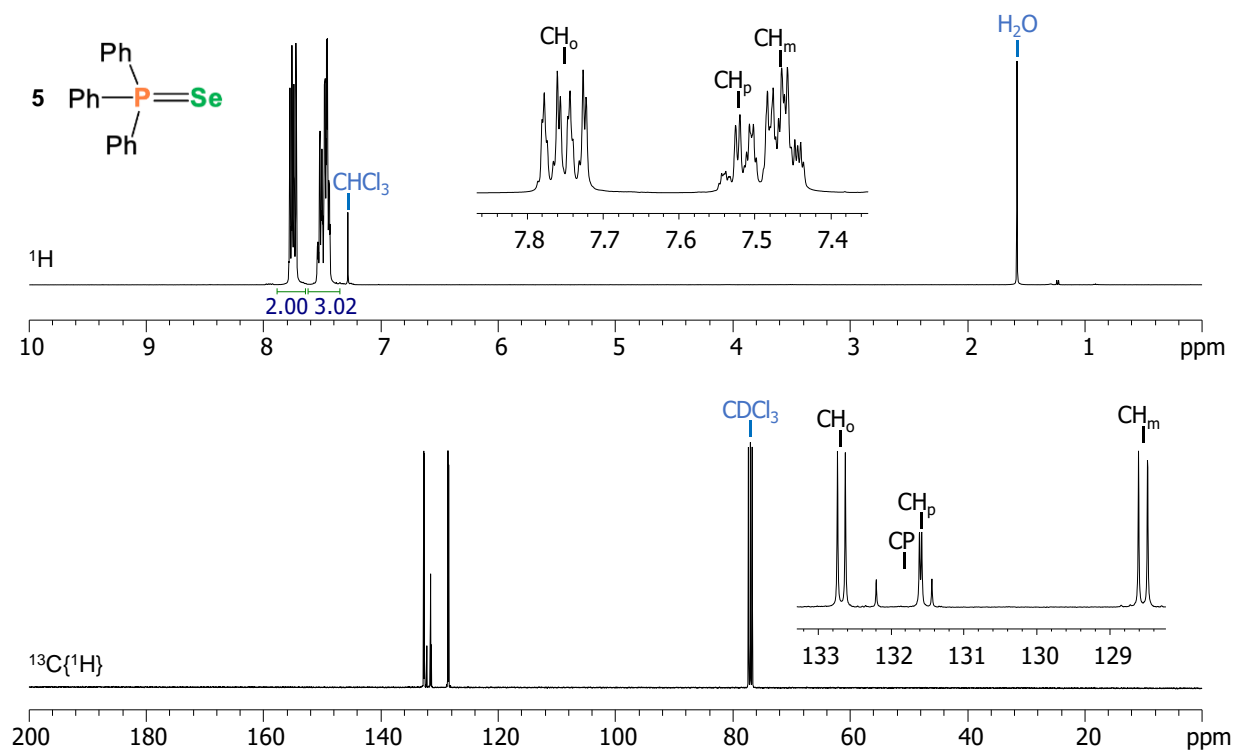 Ph
5 Ph P Se
Ph
CHₒ
CHₚ
CHₘ
H₂O
CHCl₃
7.8 7.7 7.6 7.5 7.4
¹H
2.00 3.02
10 9 8 7 6 5 4 3 2 1 ppm
CDCl₃
CHₒ
CP
CHₚ
CHₘ
133 132 131 130 129
¹³C{¹H}
200 180 160 140 120 100 80 60 40 20 ppm